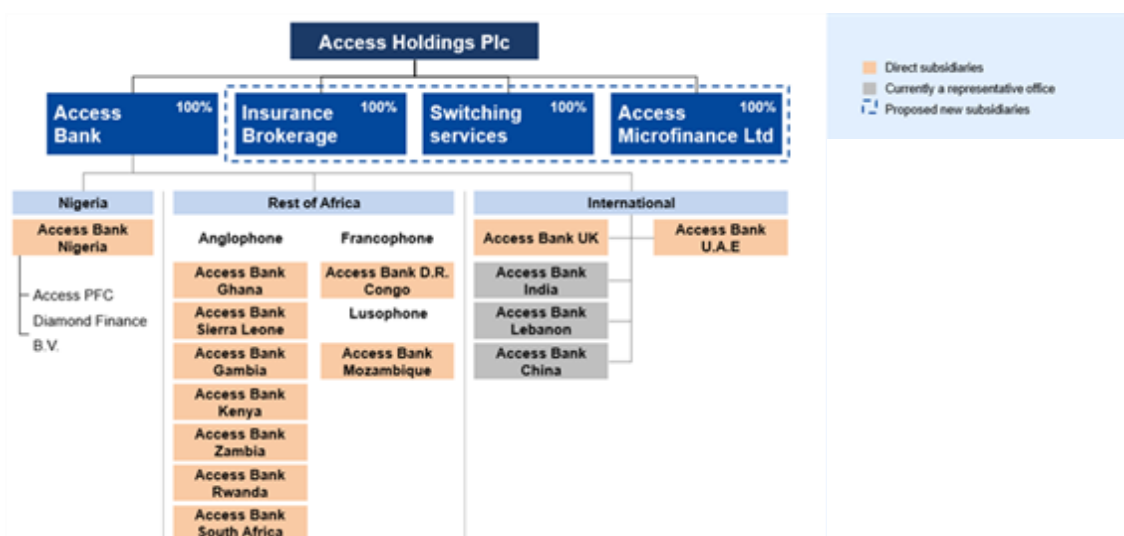 Access Holdings Plc
Direct subsidiaries
Currently a representative office
Proposed new subsidiaries
Access
Bank
100%
Insurance
Brokerage
100%
Switching
services
100%
Access
Microfinance Ltd
100%
Nigeria
Rest of Africa
International
Access Bank
Nigeria
Access PFC
Diamond Finance
B.V.
Anglophone
Access Bank
Ghana
Access Bank
Sierra Leone
Access Bank
Gambia
Access Bank
Kenya
Access Bank
Zambia
Access Bank
Rwanda
Access Bank
South Africa
Francophone
Access Bank D.R.
Congo
Lusophone
Access Bank
Mozambique
Access Bank UK
Access Bank
India
Access Bank
Lebanon
Access Bank
China
Access Bank
U.A.E